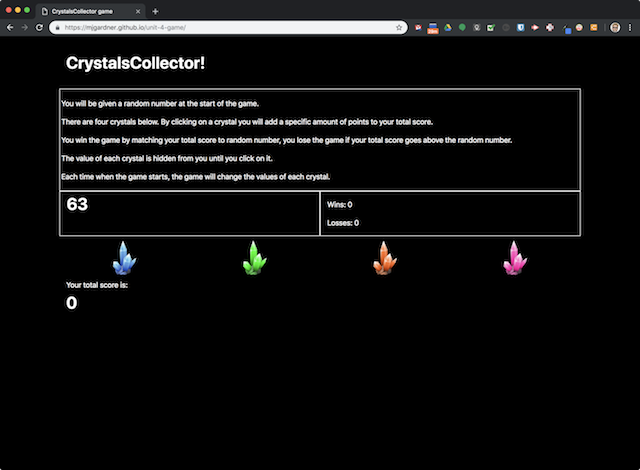 CrystalsCollector game
https://mjgardner.github.io/unit-4-game/
CrystalsCollector!
You will be given a random number at the start of the game.
There are four crystals below. By clicking on a crystal you will add a specific amount of points to your total score.
You win the game by matching your total score to random number, you lose the game if your total score goes above the random number.
The value of each crystal is hidden from you until you click on it.
Each time when the game starts, the game will change the values of each crystal.
63
Wins: 0
Losses: 0
Your total score is:
0